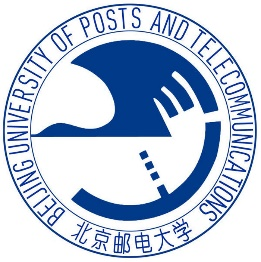 BEIJING UNIVERSITY OF POSTS AND TELECOMMUNICATIONS
北京邮电大学